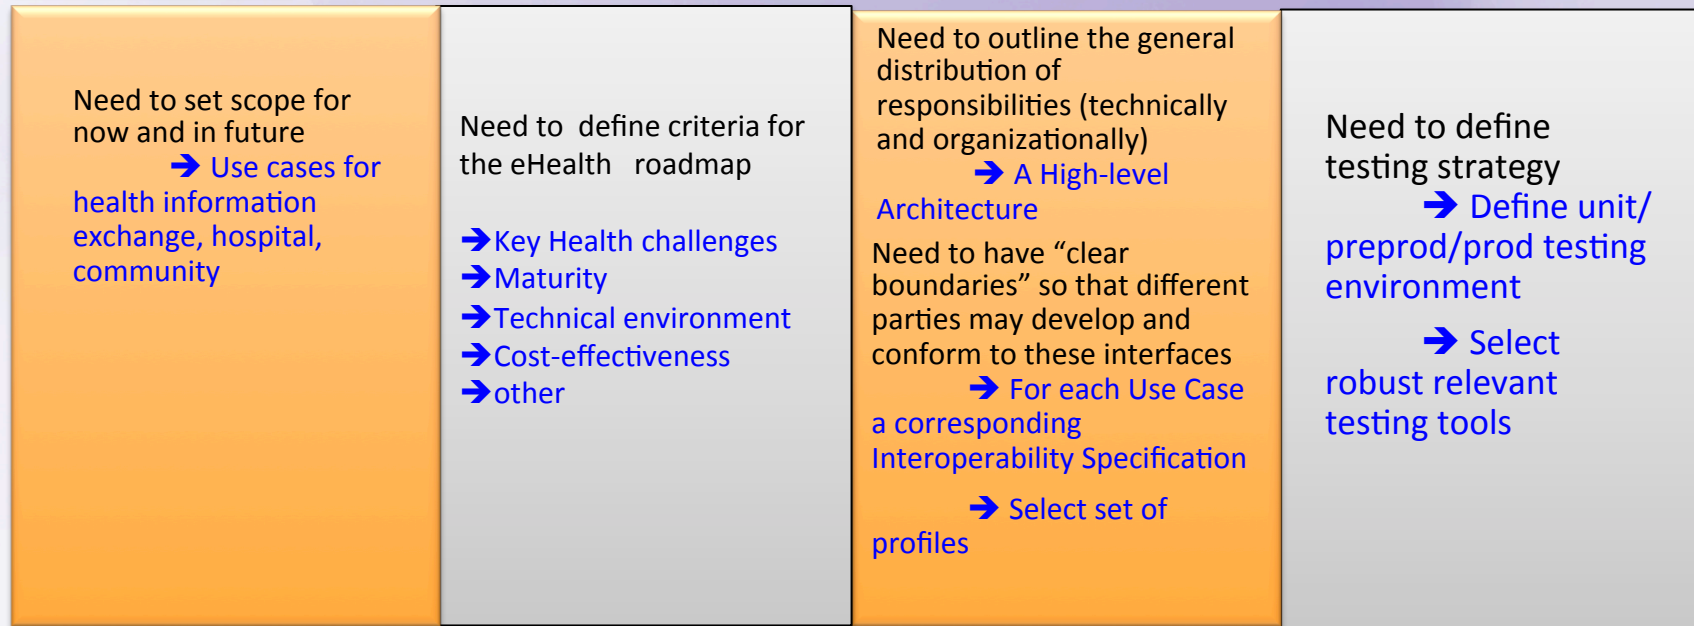 Need to set scope for
now and in future
➔ Use cases for
health information
exchange, hospital,
community
Need to  define criteria for
the eHealth   roadmap
➔Key Health challenges
➔Maturity
➔Technical environment
➔Cost-effectiveness
➔other
Need to outline the general
distribution of
responsibilities (technically
and organizationally)
➔ A High-level
Architecture
Need to have “clear
boundaries” so that different
parties may develop and
conform to these interfaces
➔ For each Use Case
a corresponding
Interoperability Specification
➔ Select set of
profiles
Need to define
testing strategy
➔ Define unit/
preprod/prod testing
environment
➔ Select
robust relevant
testing tools